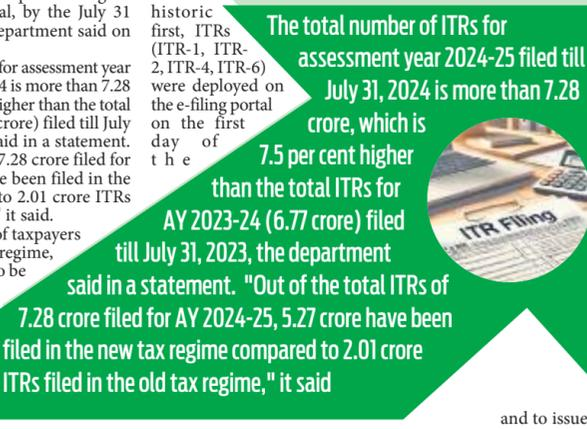 al, by the July 31
epartment said on
for assessment year
4 is more than 7.28
igher than the total
crore) filed till July
aid in a statement.
7.28 crore filed for
e been filed in the
to 2.01 crore ITRs
it said.
of taxpayers
regime,
o be
historic
first, ITRs
(ITR-1, ITR-
2, ITR-4, ITR-6)
were deployed on
the e-filing portal
on the first
day of
the
The total number of ITRs for
assessment year 2024-25 filed till
July 31, 2024 is more than 7.28
crore, which is
7.5 per cent higher
than the total ITRs for
AY 2023-24 (6.77 crore) filed
till July 31, 2023, the department
said in a statement. "Out of the total ITRs of
7.28 crore filed for AY 2024-25, 5.27 crore have been
filed in the new tax regime compared to 2.01 crore
ITRs filed in the old tax regime," it said
ITR Filing
and to issue